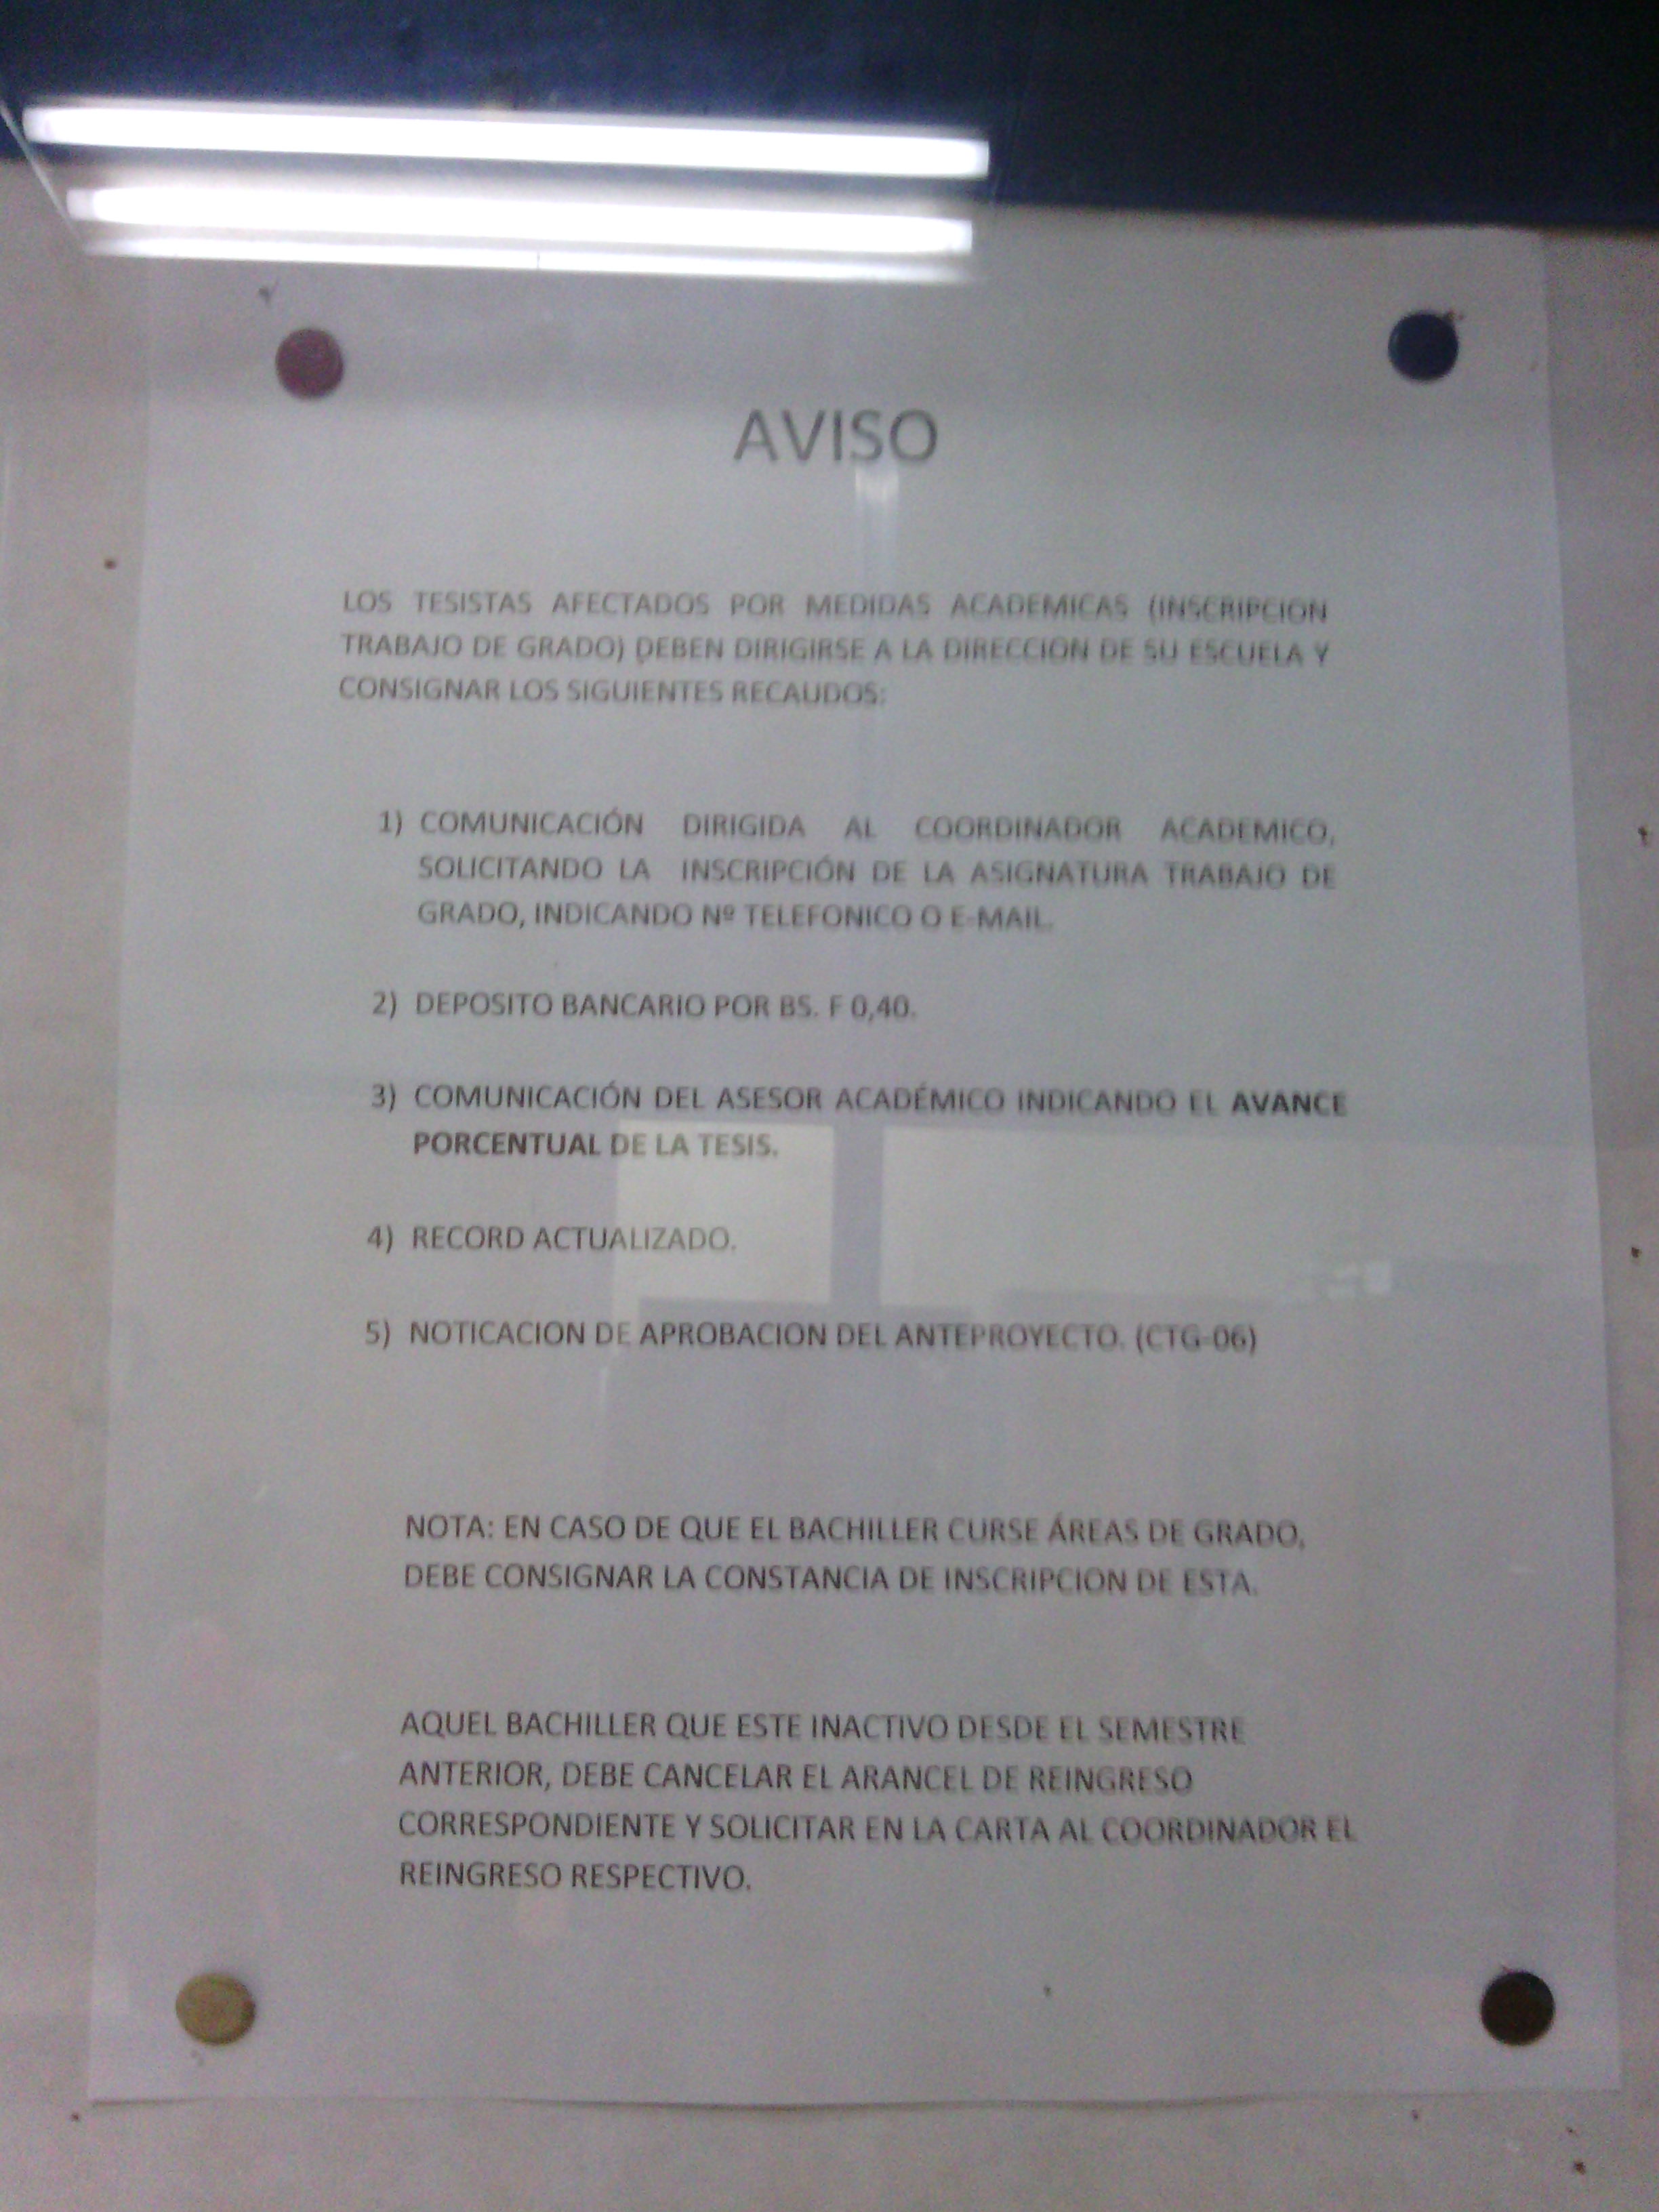 AVISO
LOS TESISTAS AFECTADOS POR MEDIDAS ACADEMICAS (INSCRIPCION
TRABAJO DE GRADO) DEBEN DIRIGIRSE A LA DIRECCION DE SU ESCUELA Y
CONSIGNAR LOS SIGUIENTES RECAUDOS:
1) COMUNICACIÓN DIRIGIDA AL COORDINADOR ACADEMICO,
SOLICITANDO LA INSCRIPCIÓN DE LA ASIGNATURA TRABAJO DE
GRADO, INDICANDO Nº TELEFONICO O E-MAIL.
2) DEPOSITO BANCARIO POR BS. F 0,40.
3) COMUNICACIÓN DEL ASESOR ACADÉMICO INDICANDO EL AVANCE
PORCENTUAL DE LA TESIS.
4) RECORD ACTUALIZADO.
5) NOTICACION DE APROBACION DEL ANTEPROYECTO. (CTG-06)
NOTA: EN CASO DE QUE EL BACHILLER CURSE ÁREAS DE GRADO,
DEBE CONSIGNAR LA CONSTANCIA DE INSCRIPCION DE ESTA.
AQUEL BACHILLER QUE ESTE INACTIVO DESDE EL SEMESTRE
ANTERIOR, DEBE CANCELAR EL ARANCEL DE REINGRESO
CORRESPONDIENTE Y SOLICITAR EN LA CARTA AL COORDINADOR EL
REINGRESO RESPECTIVO.